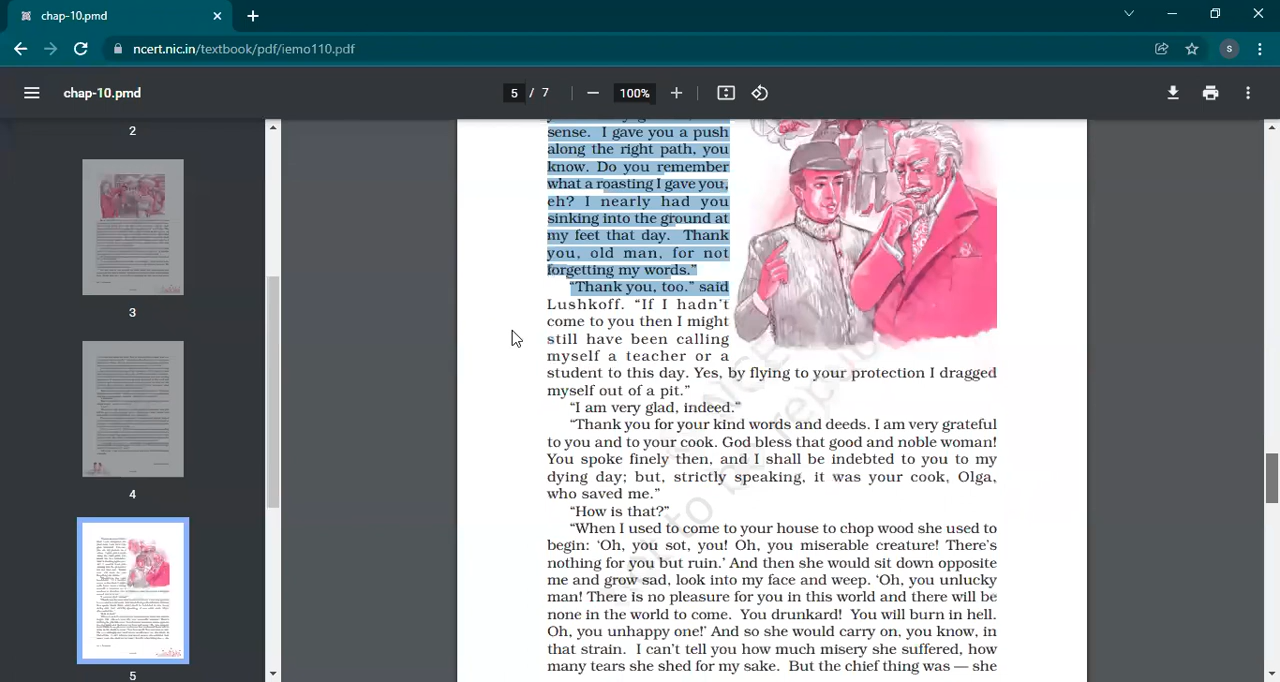 chap-10.pmd
ncert.nic.in/textbook/pdf/iemo110.pdf
s
chap-10.pmd
5 / 7
100%
2
3
4
5
sense. I gave you a push
along the right path, you
know. Do you remember
what a roasting I gave you,
eh? I nearly had you
sinking into the ground at
my feet that day. Thank
you, old man, for not
forgetting my words.”
“Thank you, too.” said
Lushkoff. “If I hadn’t
come to you then I might
still have been calling
myself a teacher or a
student to this day. Yes, by flying to your protection I dragged
myself out of a pit.”
“I am very glad, indeed.”
“Thank you for your kind words and deeds. I am very grateful
to you and to your cook. God bless that good and noble woman!
You spoke finely then, and I shall be indebted to you to my
dying day; but, strictly speaking, it was your cook, Olga,
who saved me.”
“How is that?”
“When I used to come to your house to chop wood she used to
begin: ‘Oh, you sot, you! Oh, you miserable creature! There’s
nothing for you but ruin.’ And then she would sit down opposite
me and grow sad, look into my face and weep. ‘Oh, you unlucky
man! There is no pleasure for you in this world and there will be
none in the world to come. You drunkard! You will burn in hell.
Oh, you unhappy one!’ And so she would carry on, you know, in
that strain. I can’t tell you how much misery she suffered, how
many tears she shed for my sake. But the chief thing was — she